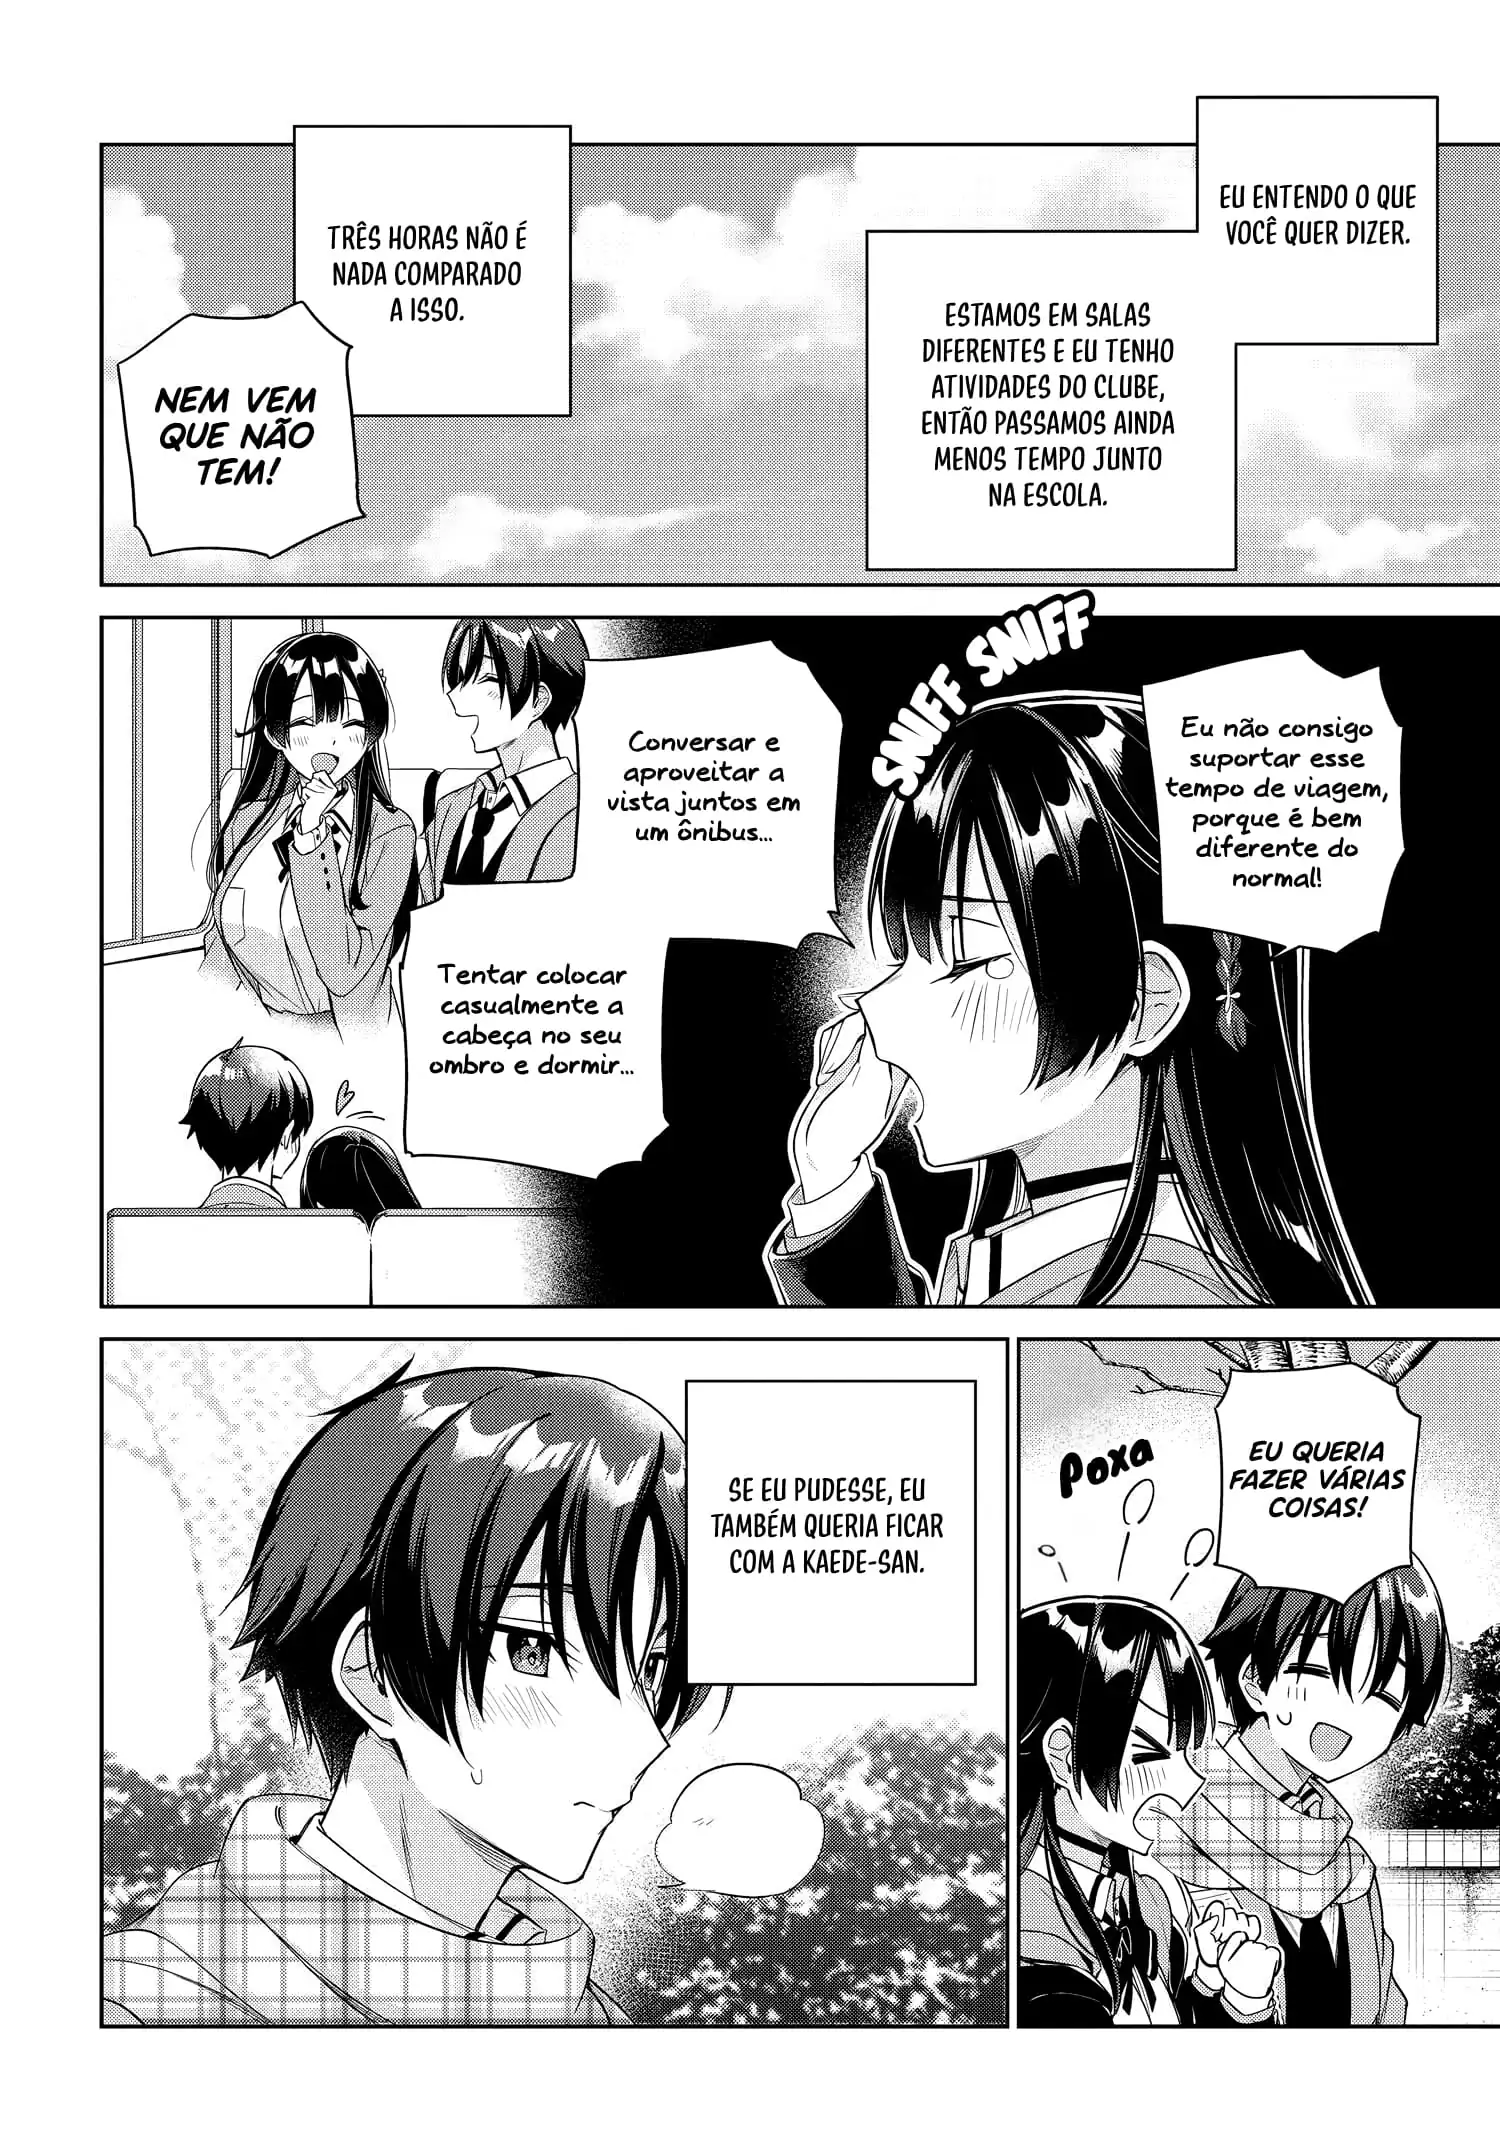 EU ENTENDO O QUE
VOCÊ QUER DIZER.
ESTAMOS EM SALAS
DIFERENTES E EU TENHO
ATIVIDADES DO CLUBE,
ENTÃO PASSAMOS AINDA
MENOS TEMPO JUNTO
NA ESCOLA.
TRÊS HORAS NÃO É
NADA COMPARADO
A ISSO.
NEM VEM
QUE NÃO
TEM!
Eu não consigo
suportar esse
tempo de viagem,
porque é bem
diferente do
normal!
SNIFF SNIFF
Conversar e
aproveitar a
vista juntos em
um ônibus...
Tentar colocar
casualmente a
cabeça no seu
ombro e dormir...
EU QUERIA
FAZER VÁRIAS
COISAS!
POXA
SE EU PUDESSE, EU
TAMBÉM QUERIA FICAR
COM A KAEDE-SAN.